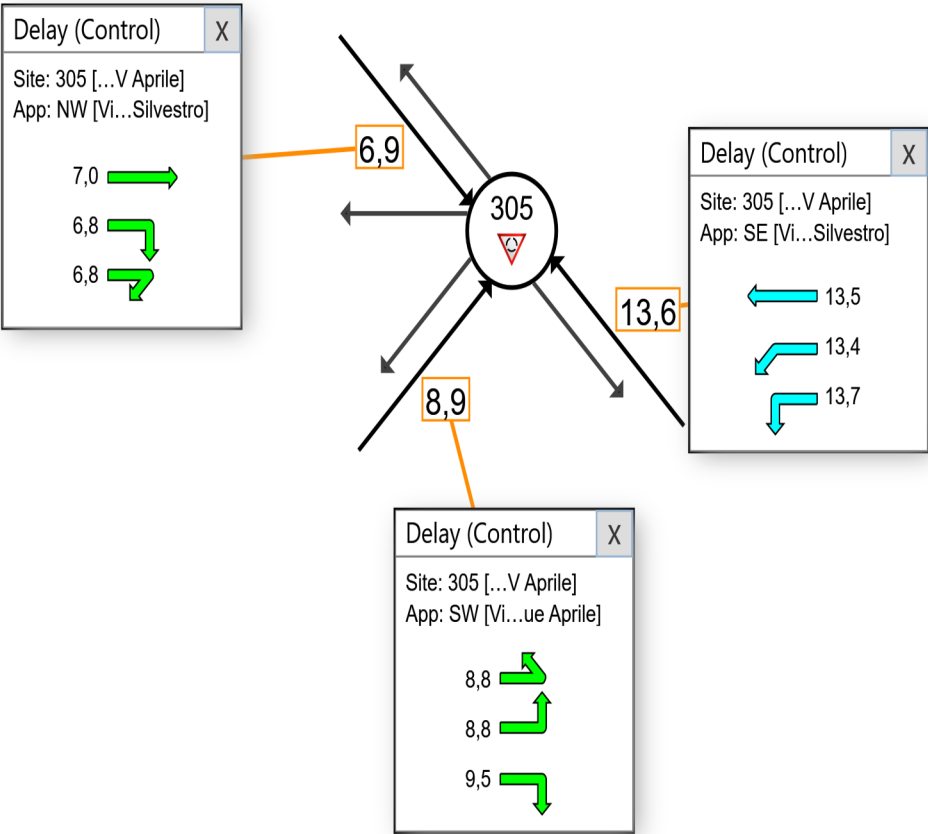 Delay (Control) X
Site: 305 [...V Aprile]
App: NW [Vi...Silvestro]
7,0
6,8
6,8
6,9
305
13,6
8,9
Delay (Control) X
Site: 305 [...V Aprile]
App: SE [Vi...Silvestro]
13,5
13,4
13,7
Delay (Control) X
Site: 305 [...V Aprile]
App: SW [Vi...ue Aprile]
8,8
8,8
9,5